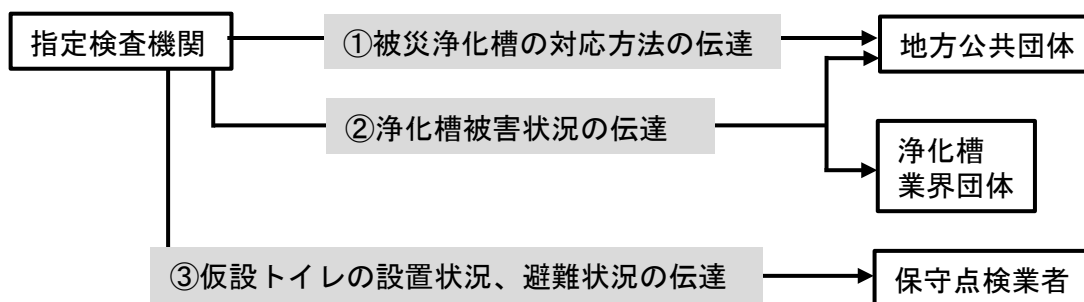 指定検査機関
①被災浄化槽の対応方法の伝達
地方公共団体
②浄化槽被害状況の伝達
浄化槽
業界団体
③仮設トイレの設置状況、避難状況の伝達
保守点検業者